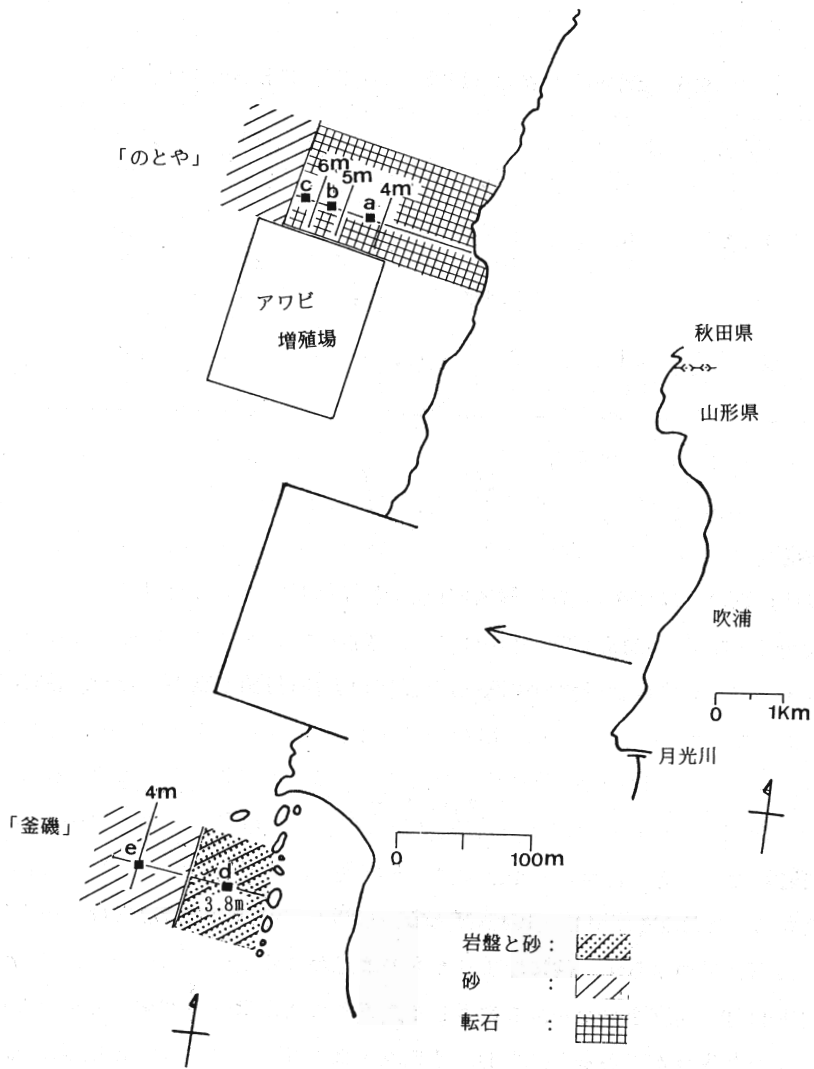 「のとや」
6m
5m
4m
c
b
a
アワビ
増殖場
秋田県
山形県
吹浦
0 1Km
月光川
「釜磯」
4m
e
d
3.8m
0 100m
岩盤と砂：
砂 ：
転石 ：